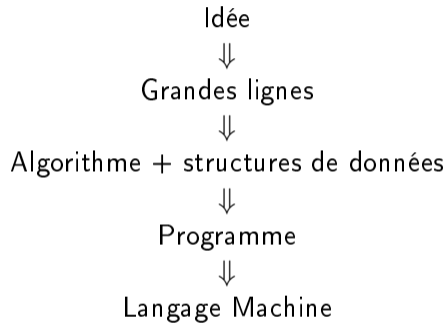 Idée
⇓
Grandes lignes
⇓
Algorithme + structures de données
⇓
Programme
⇓
Langage Machine